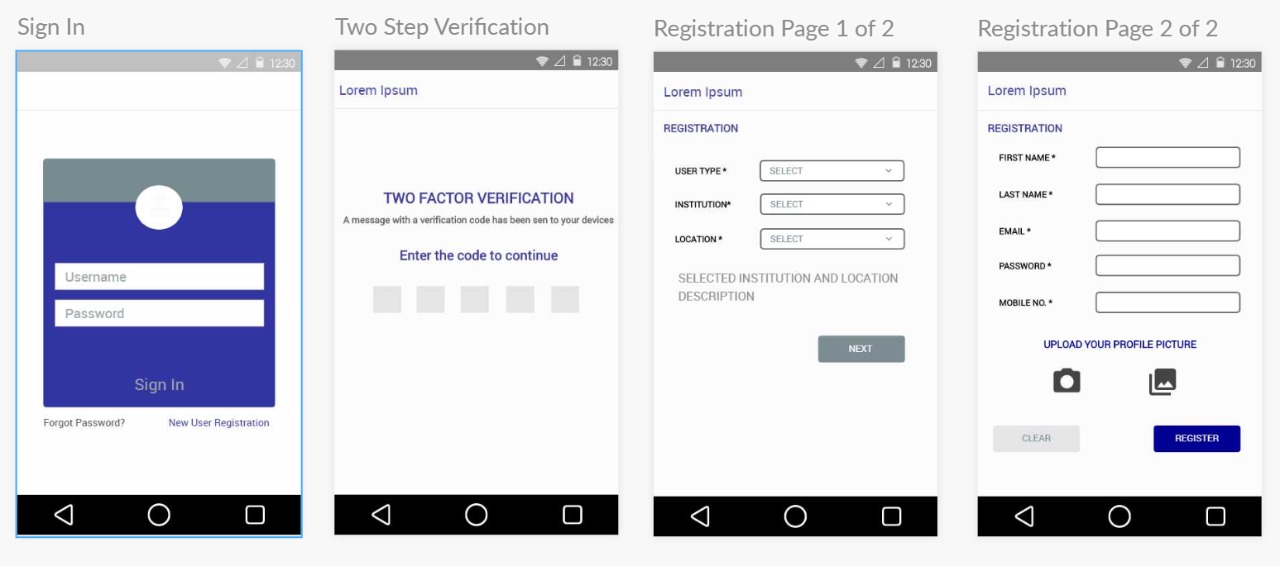 Sign In
12:30
Username
Password
Sign In
Forgot Password?
New User Registration
Two Step Verification
12:30
Lorem Ipsum
TWO FACTOR VERIFICATION
A message with a verification code has been sen to your devices
Enter the code to continue
Registration Page 1 of 2
12:30
Lorem Ipsum
REGISTRATION
USER TYPE * SELECT
INSTITUTION* SELECT
LOCATION * SELECT
SELECTED INSTITUTION AND LOCATION
DESCRIPTION
NEXT
Registration Page 2 of 2
12:30
Lorem Ipsum
REGISTRATION
FIRST NAME *
LAST NAME *
EMAIL *
PASSWORD *
MOBILE NO. *
UPLOAD YOUR PROFILE PICTURE
CLEAR
REGISTER